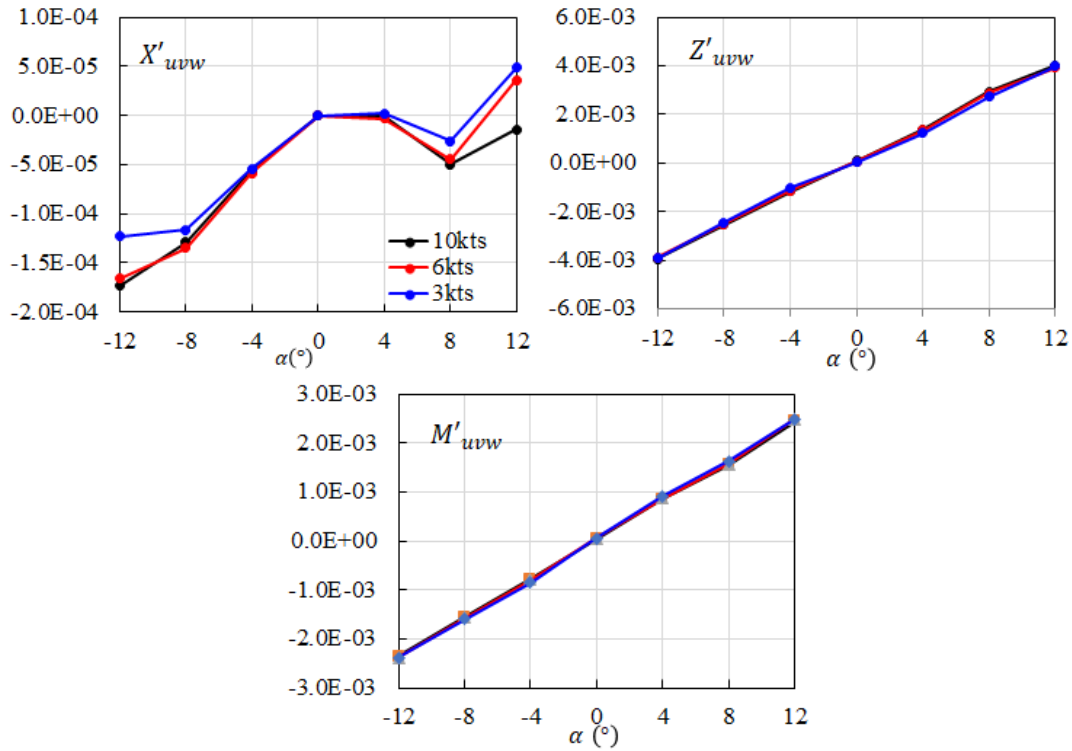 X'uvw
1.0E-04
5.0E-05
0.0E+00
-5.0E-05
-1.0E-04
-1.5E-04
-2.0E-04
10kts
6kts
3kts
-12 -8 -4 0 4 8 12
α(°)
Z'uvw
6.0E-03
4.0E-03
2.0E-03
0.0E+00
-2.0E-03
-4.0E-03
-6.0E-03
-12 -8 -4 0 4 8 12
α (°)
M'uvw
3.0E-03
2.0E-03
1.0E-03
0.0E+00
-1.0E-03
-2.0E-03
-3.0E-03
-12 -8 -4 0 4 8 12
α (°)